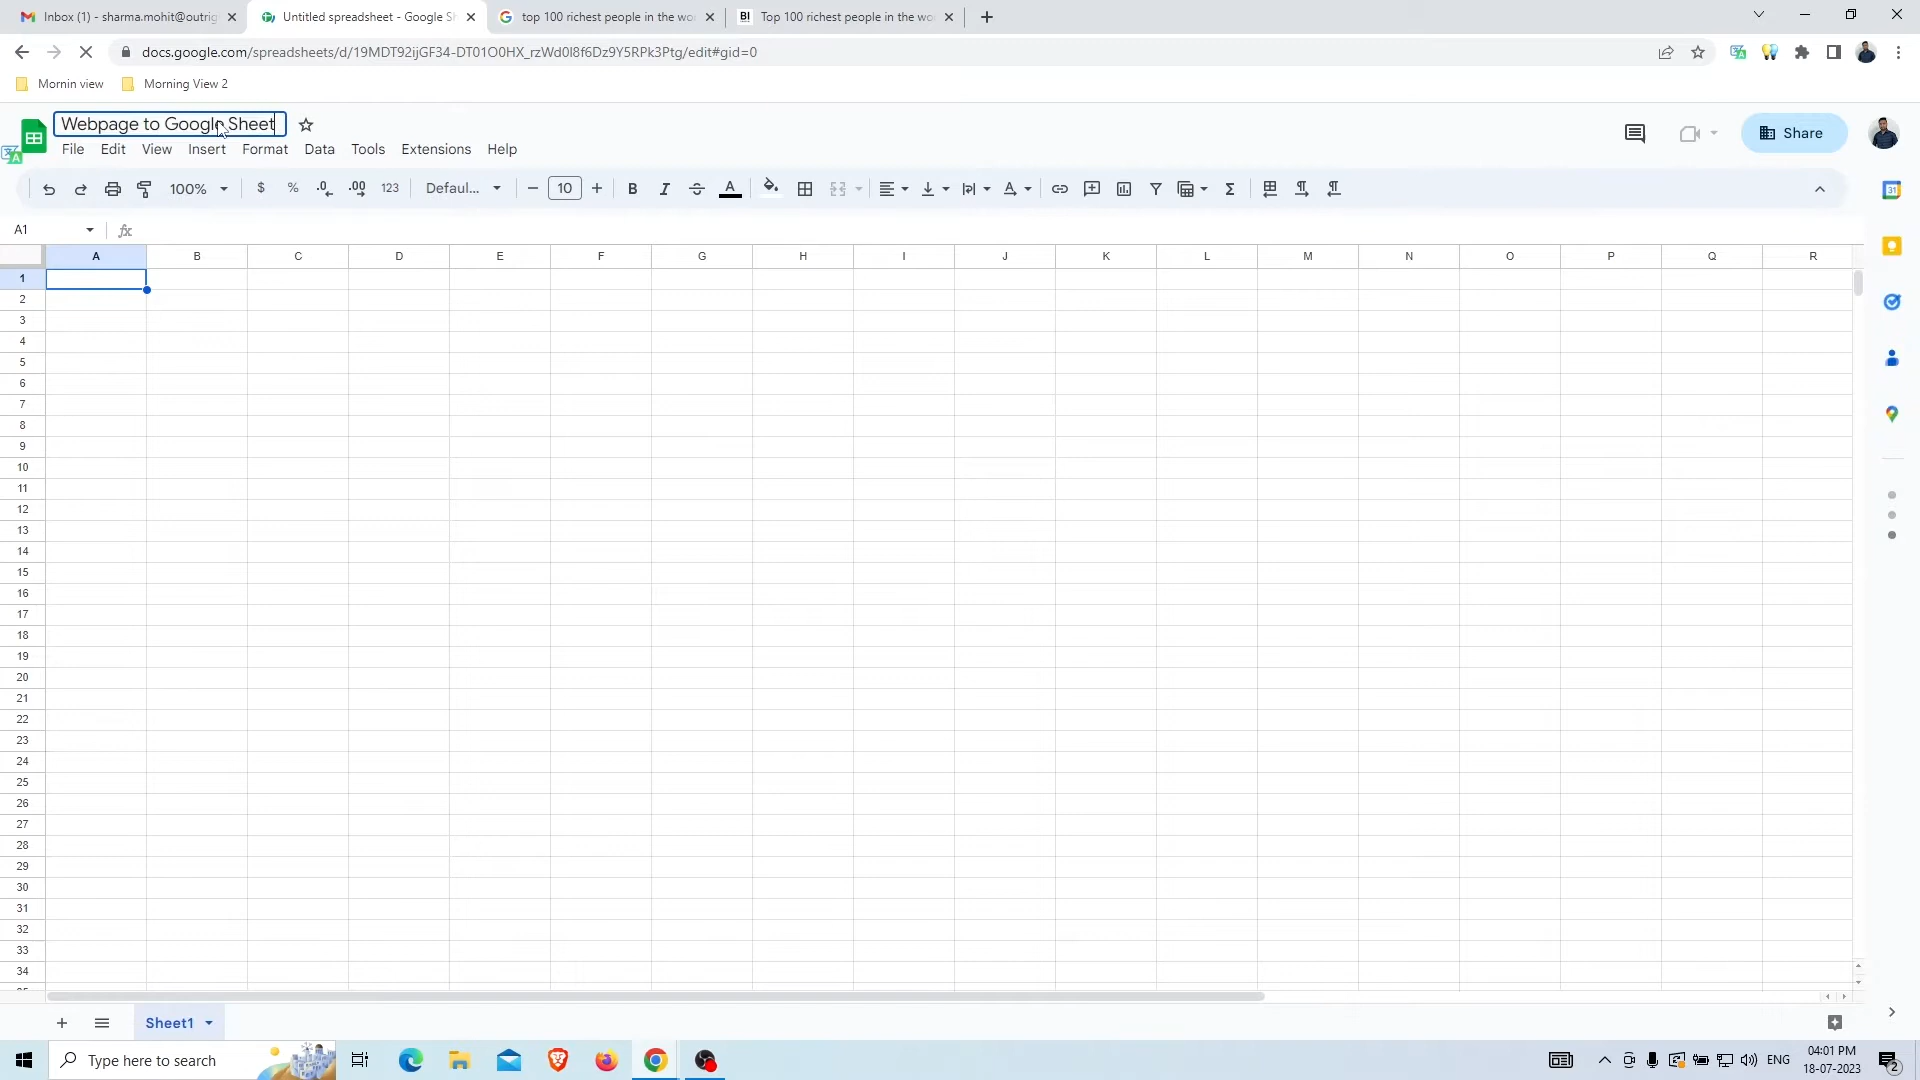 Inbox (1) - sharma.mohit@outrig
Untitled spreadsheet - Google Sh
top 100 richest people in the wo
BI Top 100 richest people in the wo
docs.google.com/spreadsheets/d/19MDT92ijGF34-DT01O0HX_rzWd0l8f6Dz9Y5RPk3Ptg/edit#gid=0
Mornin view
Morning View 2
Webpage to Google Sheet
Share
File Edit View Insert Format Data Tools Extensions Help
100% $ % .0 .00 123 Defaul... 10 B I A Σ
31
A1 fx
A B C D E F G H I J K L M N O P Q R
1
2
3
4
5
6
7
8
9
10
11
12
13
14
15
16
17
18
19
20
21
22
23
24
25
26
27
28
29
30
31
32
33
34
Sheet1
Type here to search
ENG
04:01 PM
18-07-2023
2